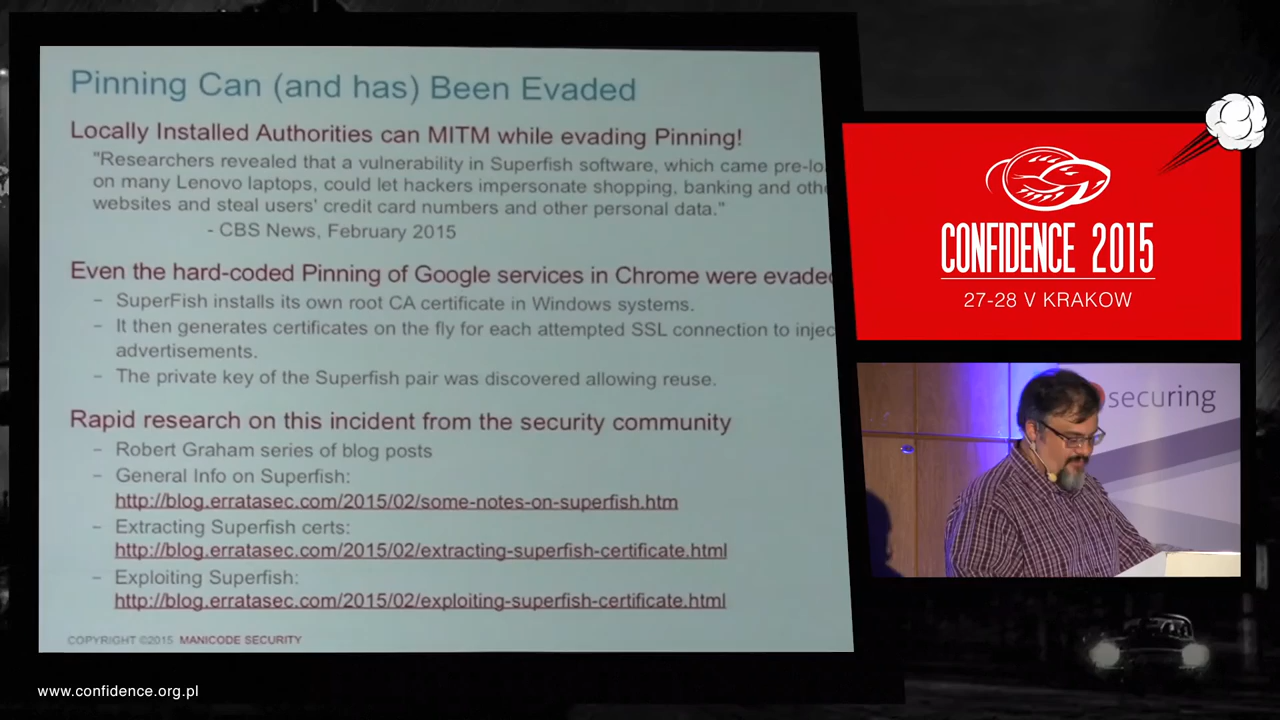 Pinning Can (and has) Been Evaded
Locally Installed Authorities can MITM while evading Pinning!
"Researchers revealed that a vulnerability in Superfish software, which came pre-lo
on many Lenovo laptops, could let hackers impersonate shopping, banking and othe
websites and steal users' credit card numbers and other personal data."
- CBS News, February 2015
Even the hard-coded Pinning of Google services in Chrome were evaded
– SuperFish installs its own root CA certificate in Windows systems.
– It then generates certificates on the fly for each attempted SSL connection to injec
advertisements.
– The private key of the Superfish pair was discovered allowing reuse.
Rapid research on this incident from the security community
– Robert Graham series of blog posts
– General Info on Superfish:
http://blog.erratasec.com/2015/02/some-notes-on-superfish.htm
– Extracting Superfish certs:
http://blog.erratasec.com/2015/02/extracting-superfish-certificate.html
– Exploiting Superfish:
http://blog.erratasec.com/2015/02/exploiting-superfish-certificate.html
COPYRIGHT ©2015 MANICODE SECURITY
CONFIDENCE 2015
27-28 V KRAKOW
securing
www.confidence.org.pl